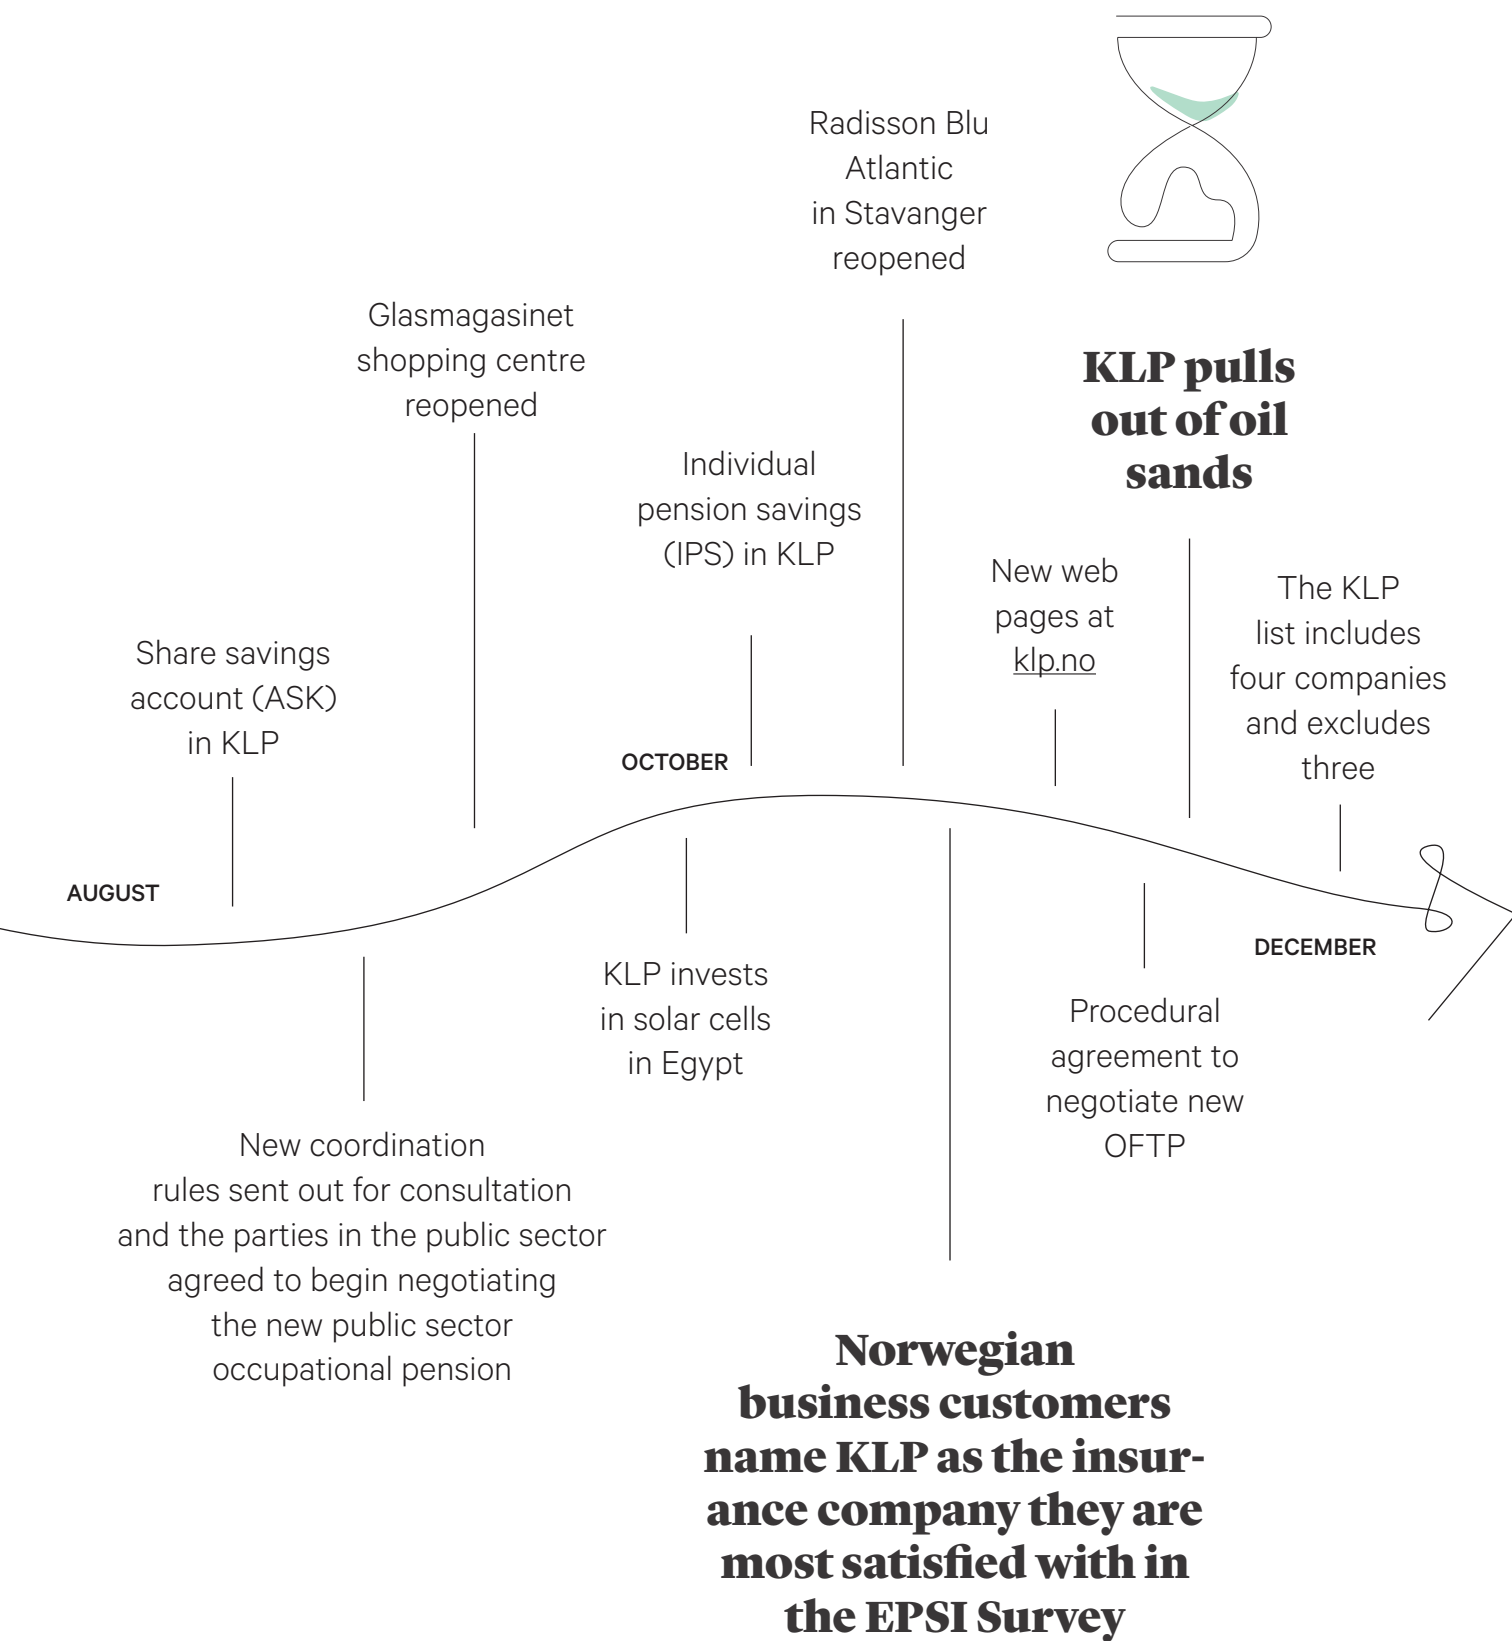 Radisson Blu
Atlantic
in Stavanger
reopened
Glasmagasinet
shopping centre
reopened
KLP pulls
out of oil
sands
Individual
pension savings
(IPS) in KLP
New web
pages at
klp.no
The KLP
list includes
four companies
and excludes
three
Share savings
account (ASK)
in KLP
OCTOBER
AUGUST
DECEMBER
KLP invests
in solar cells
in Egypt
Procedural
agreement to
negotiate new
OFTP
New coordination
rules sent out for consultation
and the parties in the public sector
agreed to begin negotiating
the new public sector
occupational pension
Norwegian
business customers
name KLP as the insur-
ance company they are
most satisfied with in
the EPSI Survey